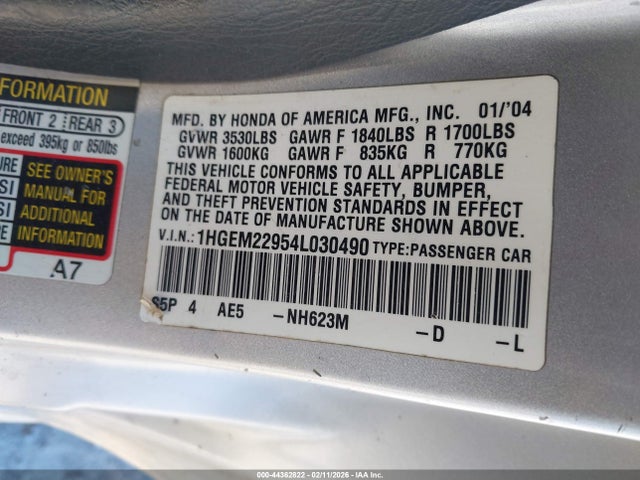 FORMATION
FRONT 2 REAR 3
exceed 395kg or 850lbs
SEE OWNER'S
MANUAL FOR
ADDITIONAL
INFORMATION
A7
MFD. BY HONDA OF AMERICA MFG., INC. 01/'04
GVWR 3530LBS GAWR F 1840LBS R 1700LBS
GVWR 1600KG GAWR F 835KG R 770KG
THIS VEHICLE CONFORMS TO ALL APPLICABLE
FEDERAL MOTOR VEHICLE SAFETY, BUMPER,
AND THEFT PREVENTION STANDARDS IN EFFECT
ON THE DATE OF MANUFACTURE SHOWN ABOVE.
V.I.N.: 1HGEM22954L030490 TYPE: PASSENGER CAR
S5P 4 AE5 -NH623M -D -L
000-44362622 - 02/11/2026 - COPART IAA